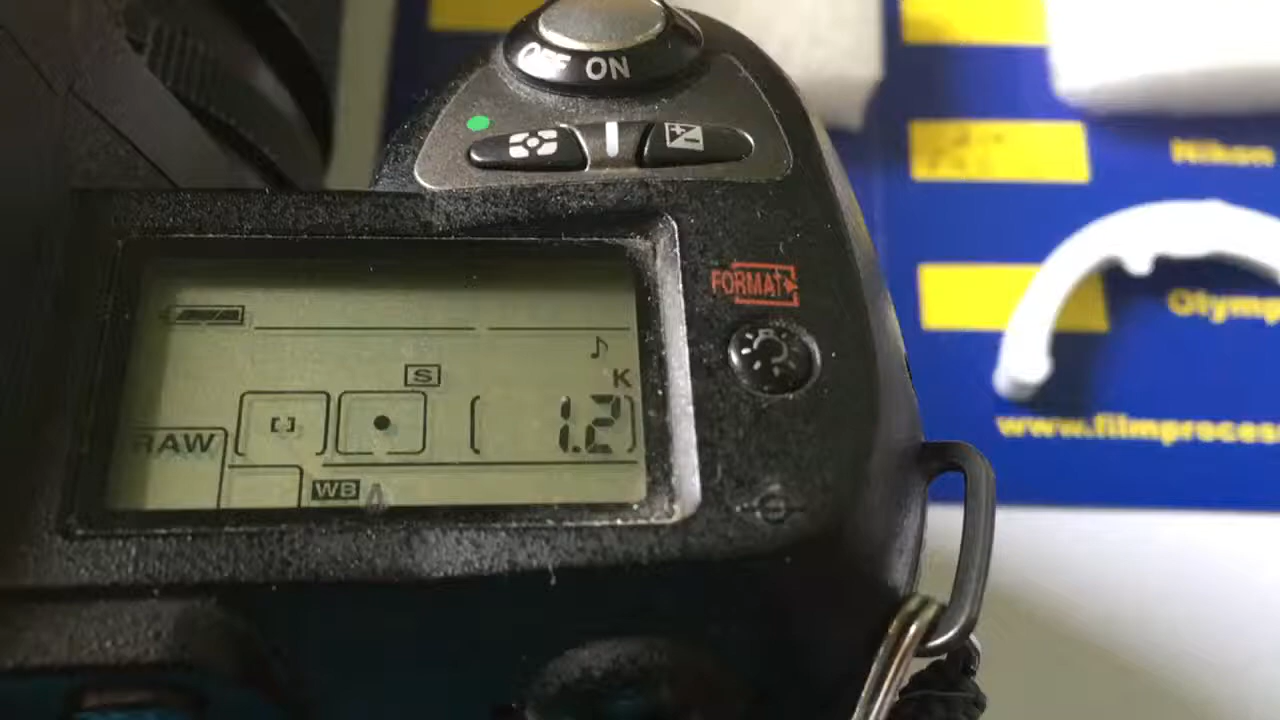 OFF ON
Nikon
FORMAT
Olymp
S
K
RAW
[ 1.2 ]
www.filmproces
WB A